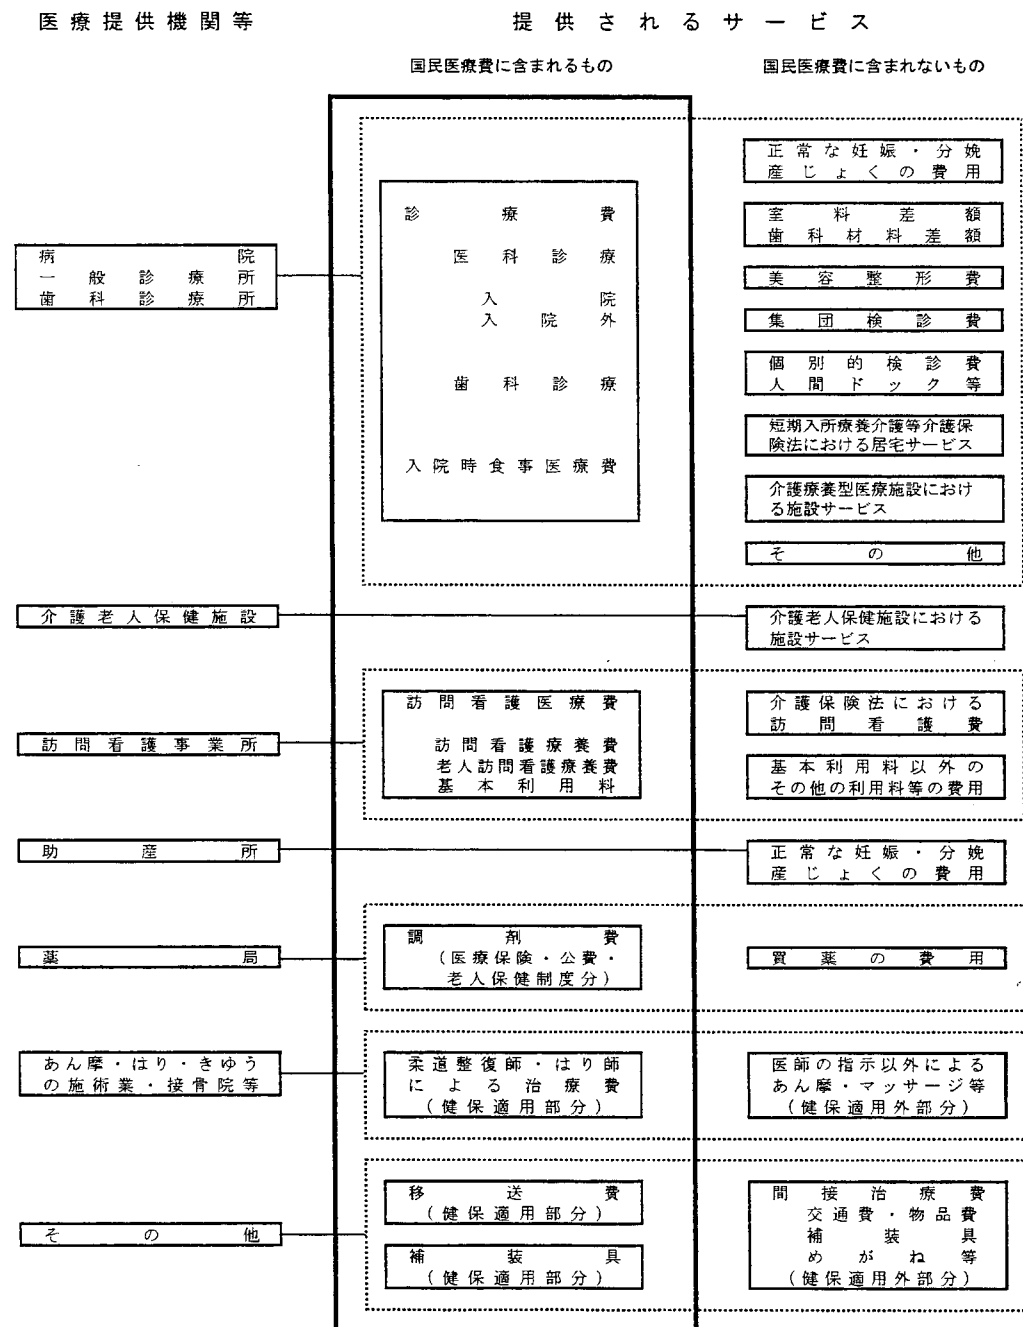 医療提供機関等
提供されるサービス
国民医療費に含まれるもの
国民医療費に含まれないもの
病院
一般診療所
歯科診療所
診療費
医科診療
入院
入院外
歯科診療
入院時食事医療費
正常な妊娠・分娩
産じょくの費用
室料差額
歯科材料差額
美容整形費
集団検診費
個別的検診費
人間ドック等
短期入所療養介護等介護保
険法における居宅サービス
介護療養型医療施設におけ
る施設サービス
その他
介護老人保健施設
介護老人保健施設における
施設サービス
訪問看護事業所
訪問看護医療費
訪問看護療養費
老人訪問看護療養費
基本利用料
介護保険法における
訪問看護費
基本利用料以外の
その他の利用料等の費用
助産所
正常な妊娠・分娩
産じょくの費用
薬局
調剤費
(医療保険・公費・
老人保健制度分)
買薬の費用
あん摩・はり・きゆう
の施術業・接骨院等
柔道整復師・はり師
による治療費
(健保適用部分)
医師の指示以外による
あん摩・マッサージ等
(健保適用外部分)
その他
移送費
(健保適用部分)
補装具
(健保適用部分)
間接治療費
交通費・物品費
補装具
めがね等
(健保適用外部分)